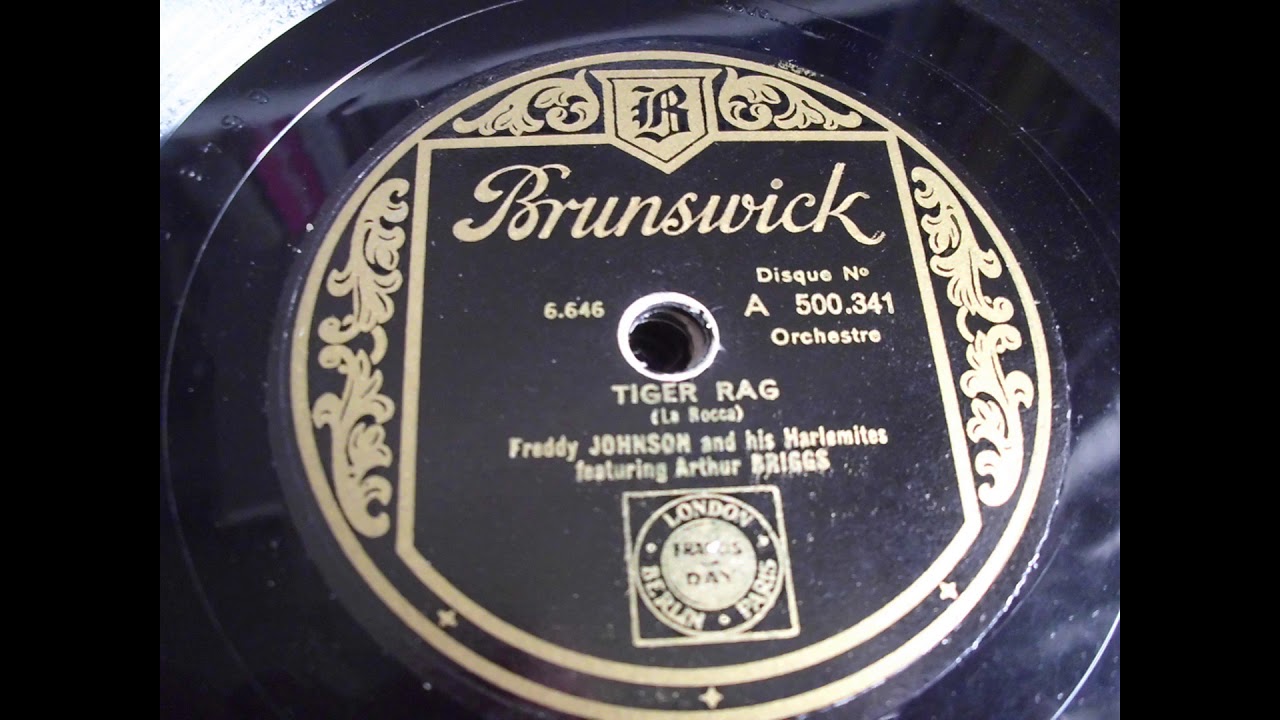 B
Brunswick
Disque Nº
6.646 A 500.341
Orchestre
TIGER RAG
(La Rocca)
Freddy JOHNSON and his Harlemites
featuring Arthur BRIGGS
LONDON
FRANCIS
DAY
BERLIN PARIS